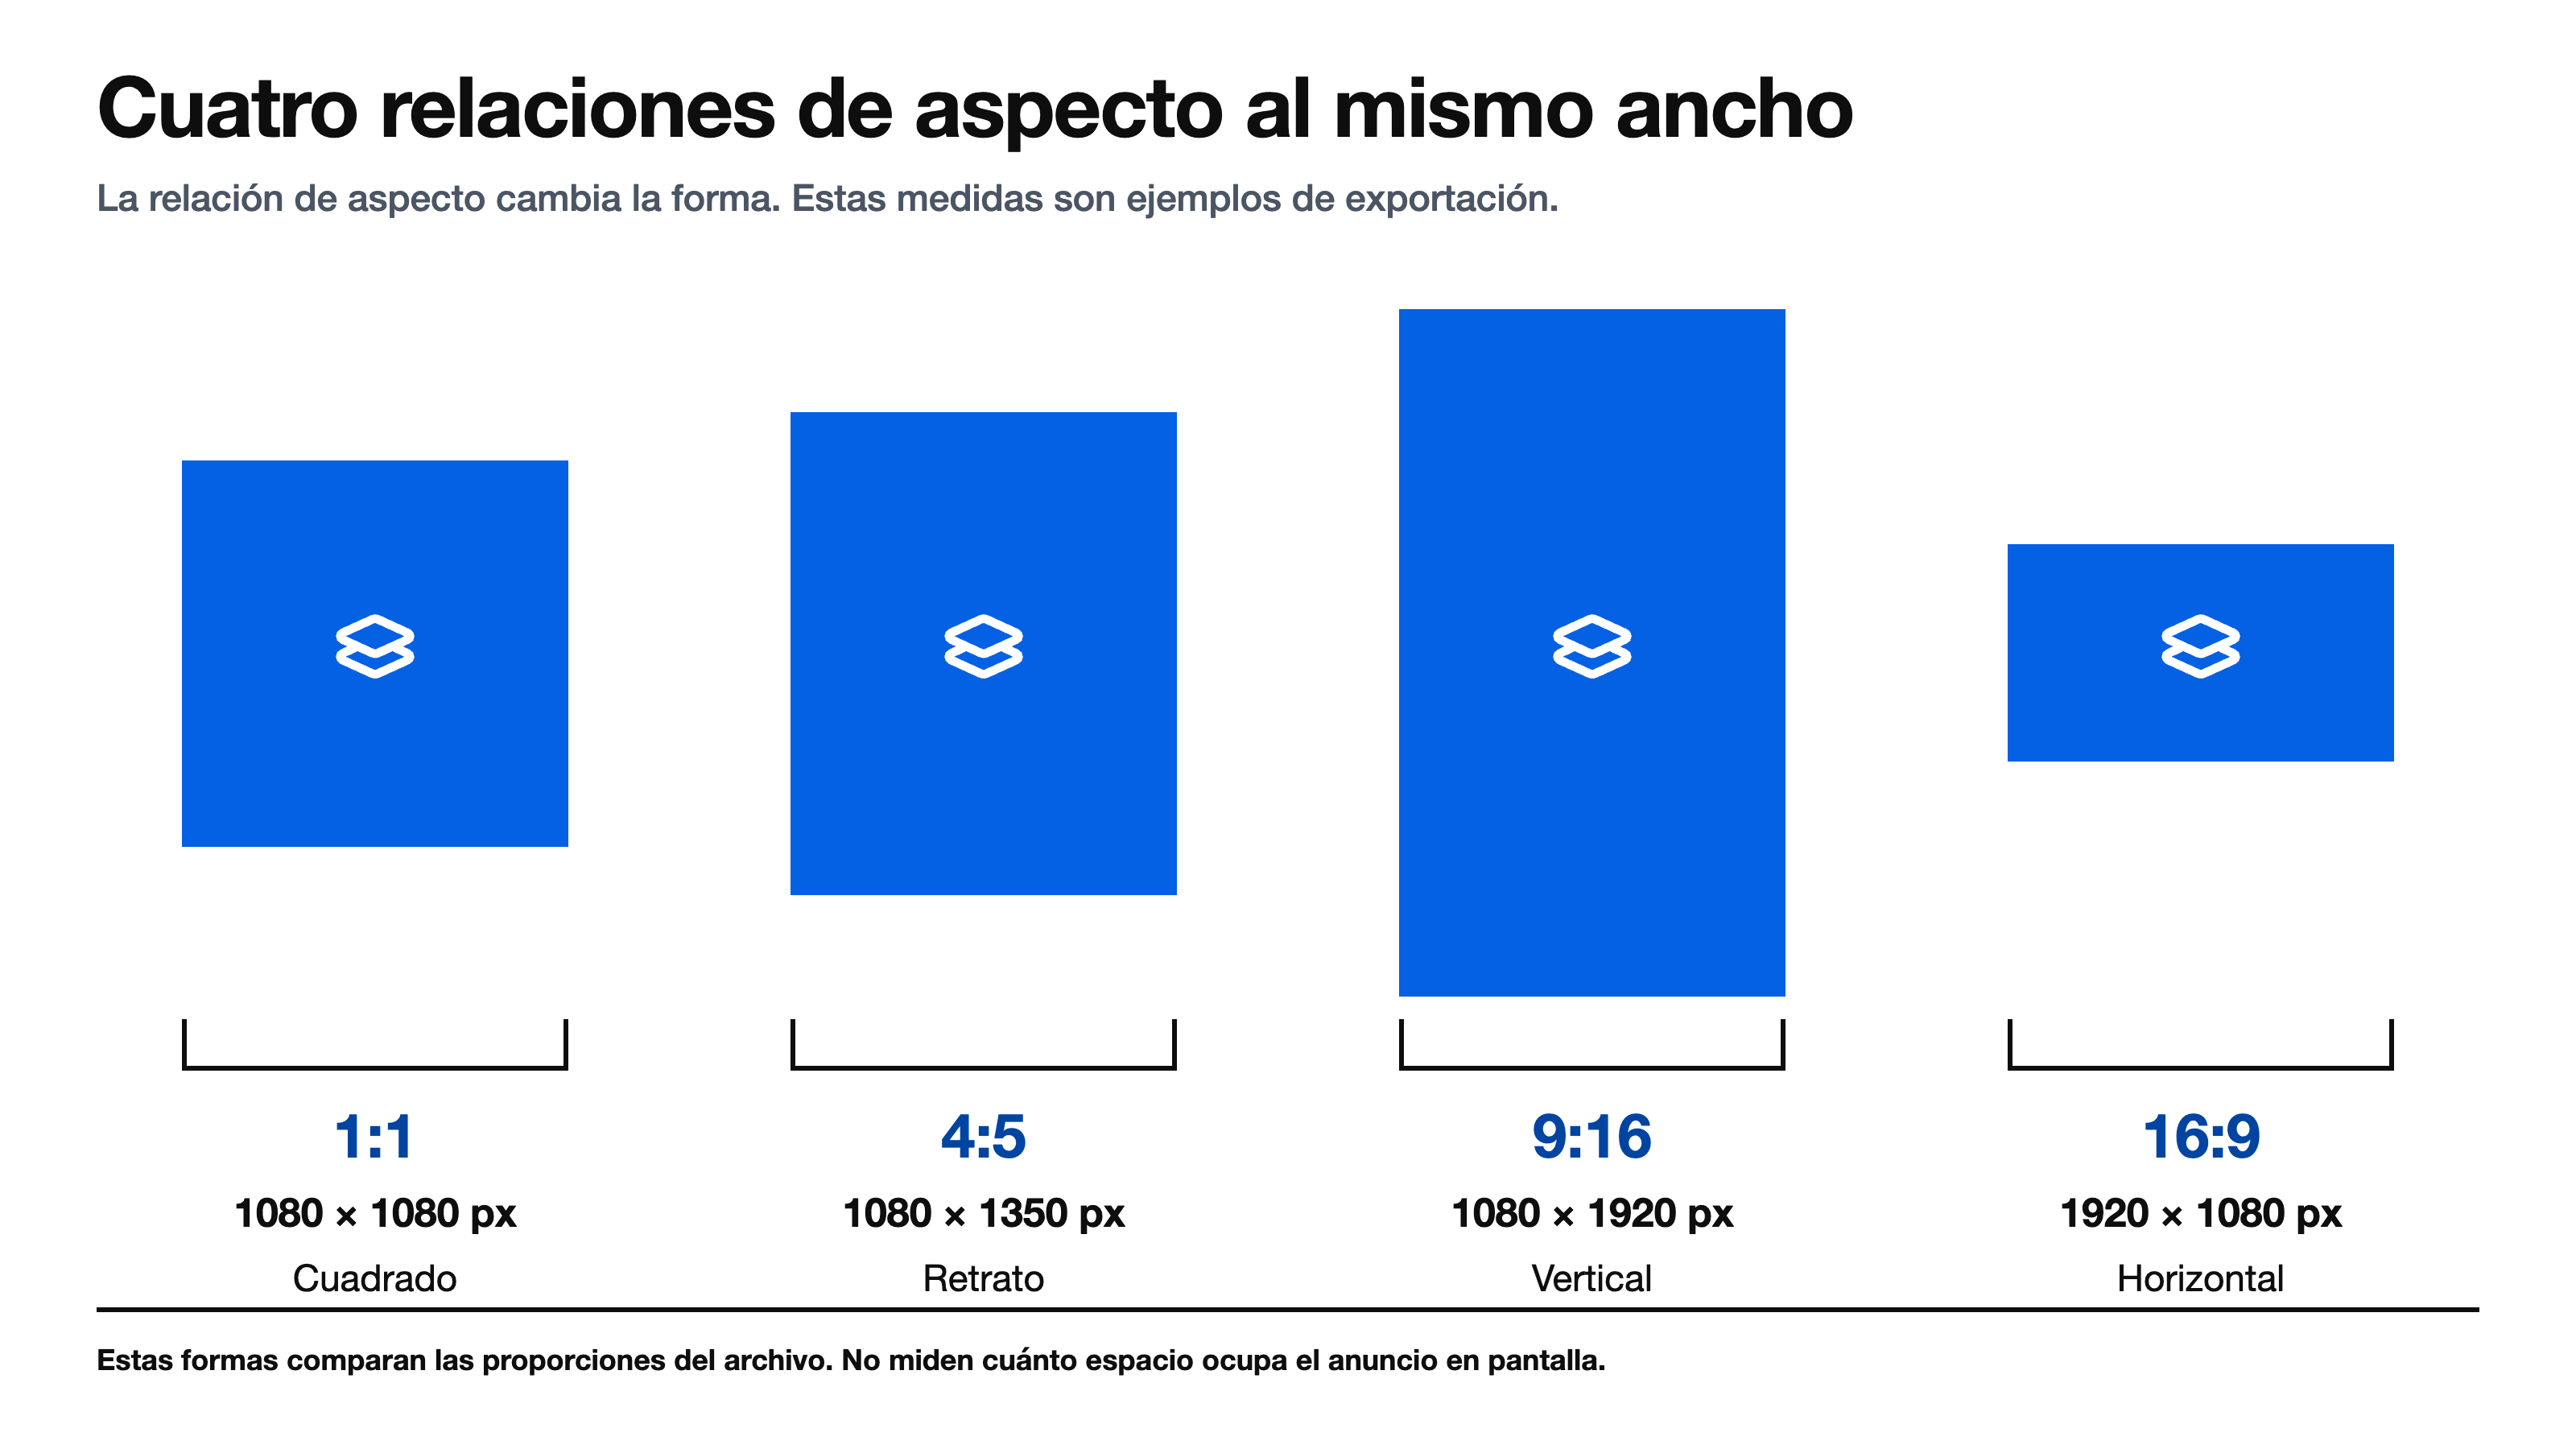 Cuatro relaciones de aspecto al mismo ancho
La relación de aspecto cambia la forma. Estas medidas son ejemplos de exportación.
1:1
1080 × 1080 px
Cuadrado
4:5
1080 × 1350 px
Retrato
9:16
1080 × 1920 px
Vertical
16:9
1920 × 1080 px
Horizontal
Estas formas comparan las proporciones del archivo. No miden cuánto espacio ocupa el anuncio en pantalla.